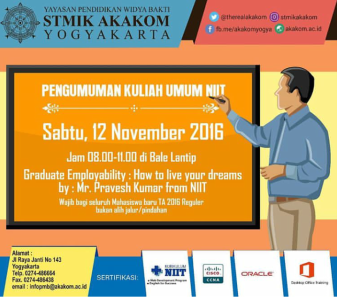 YAYASAN PENDIDIKAN WIDYA BAKTI
STMIK AKAKOM
YOGYAKARTA
@themaiakakom
stmikakakom
fb.me/akakomyogya
akakom.ac.id
PENGUMUMAN KULIAH UMUM NIIT
Sabtu, 12 November 2016
Jam 08.00-11.00 di Bale Lantip
Graduate Employability : How to live your dreams
by : Mr. Pravesh Kumar from NIIT
Wajib bagi seluruh Mahasiswa baru TA 2016 Reguler
bukan alih jalur/pindahan
Alamat :
Jl Raya Janti No 143
Yogyakarta
Telp. 0274-486664
Fax. 0274-486438
email : infopmb@akakom.ac.id
SERTIFIKASI:
NIIT
CISCO
CCNA
ORACLE
Office
Desktop Office Training